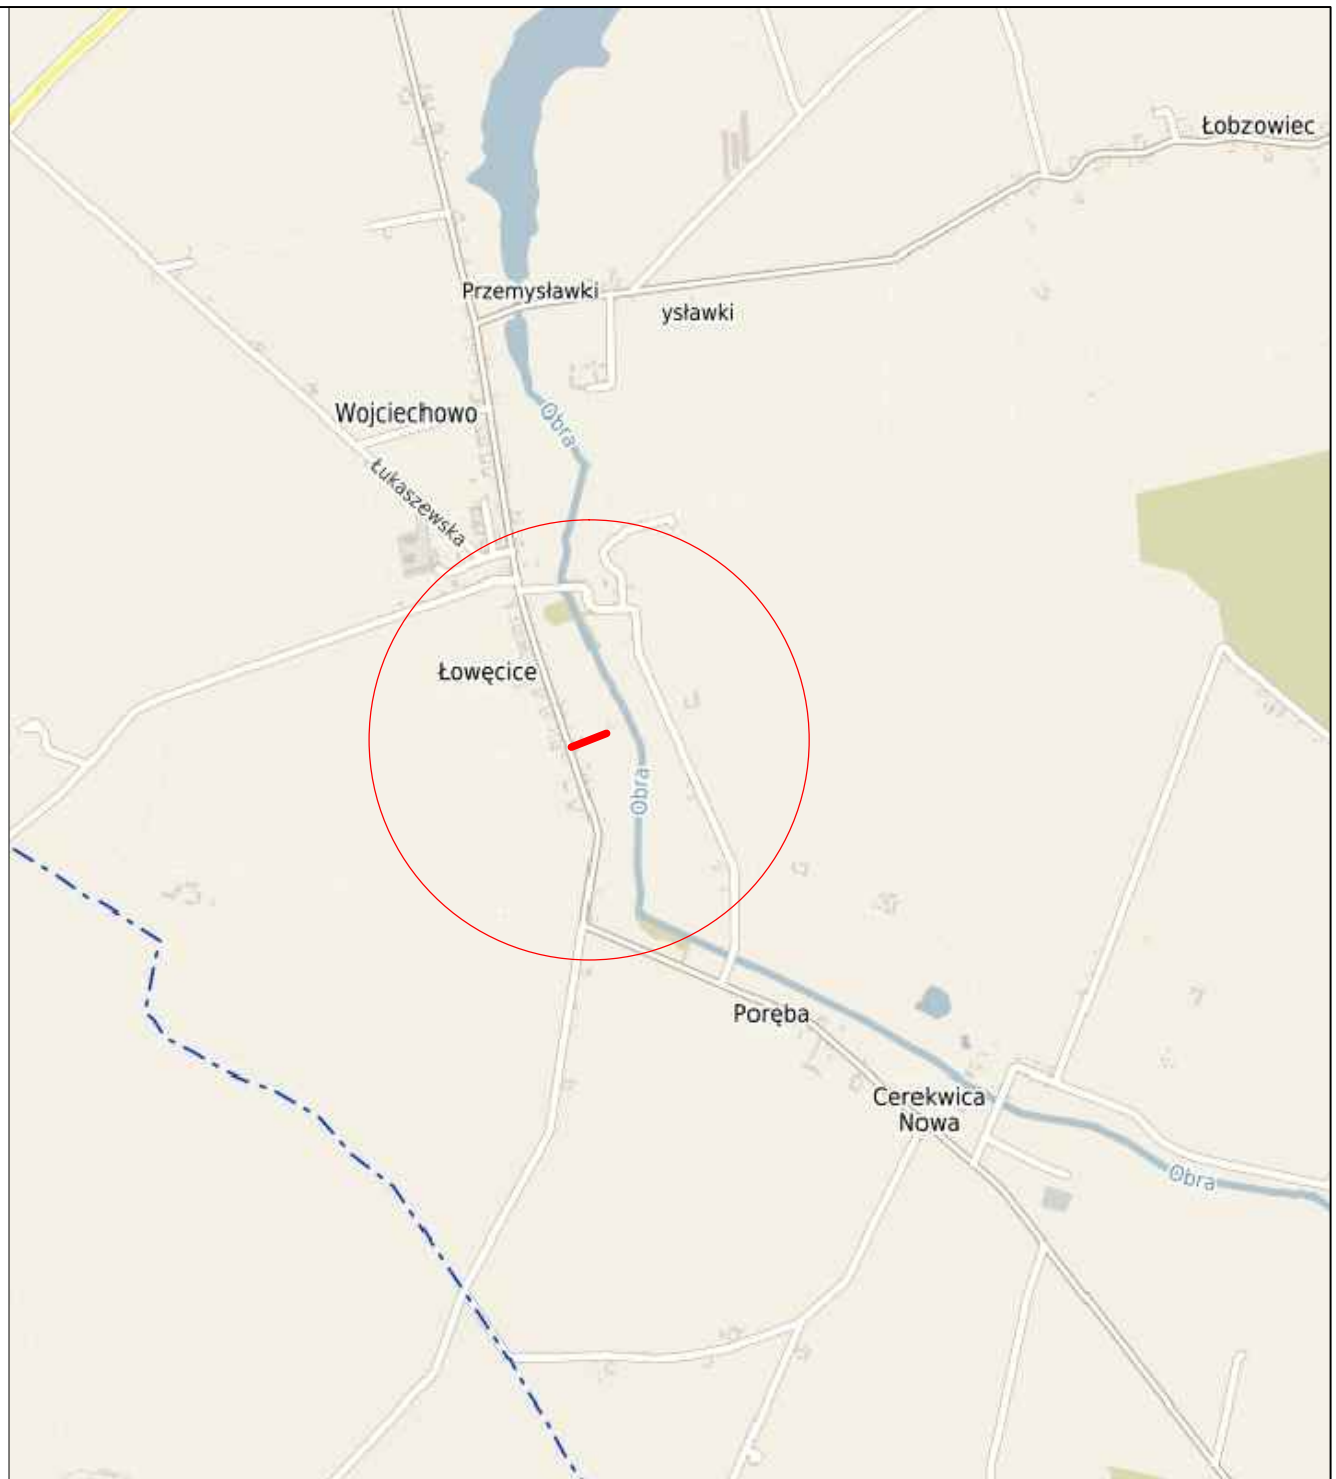 Łobzowiec
Przemysławki
ysławki
Wojciechowo
Obra
Łukaszewska
Łowęcice
Obra
Poręba
Cerekwica
Nowa
Obra